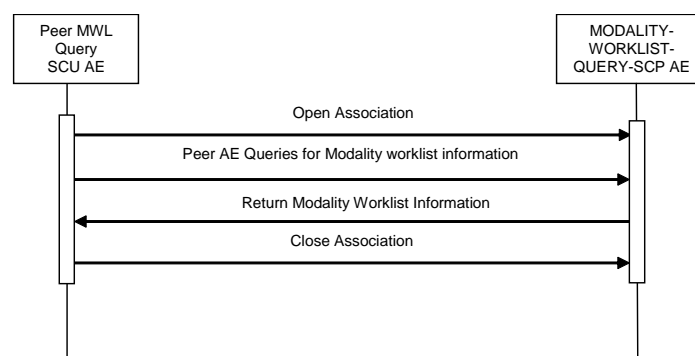 Peer MWL
Query
SCU AE
MODALITY-
WORKLIST-
QUERY-SCP AE
Open Association
Peer AE Queries for Modality worklist information
Return Modality Worklist Information
Close Association